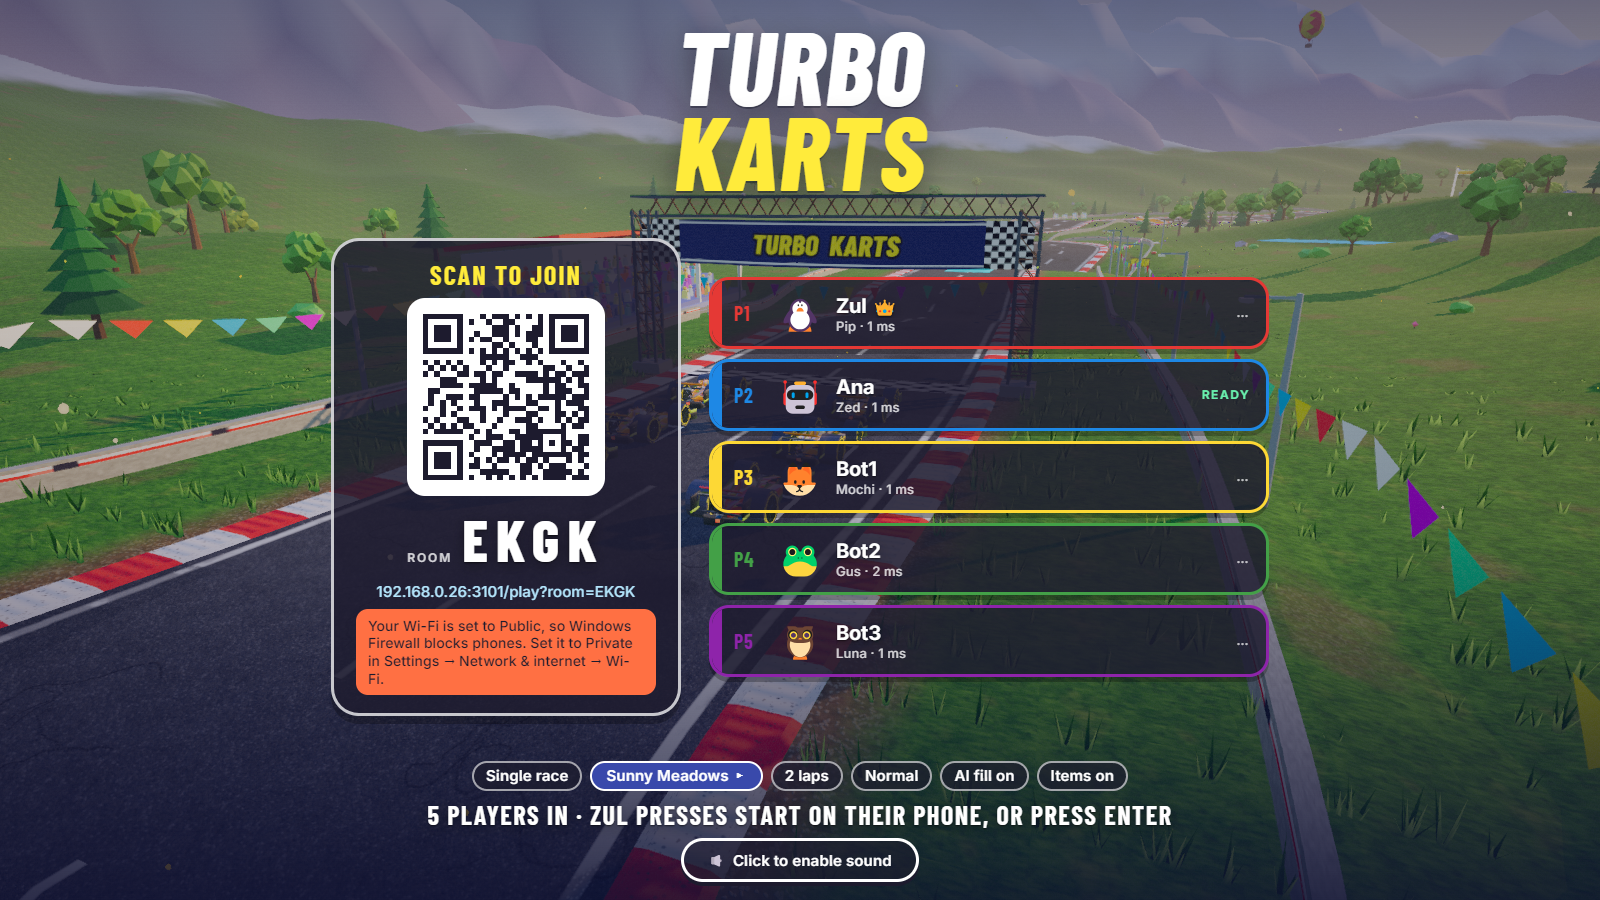 TURBO
KARTS
TURBO KARTS
SCAN TO JOIN
ROOM EKGK
192.168.0.26:3101/play?room=EKGK
Your Wi-Fi is set to Public, so Windows
Firewall blocks phones. Set it to Private
in Settings → Network & internet → Wi-
Fi.
P1
Zul
Pip · 1 ms
...
P2
Ana
Zed · 1 ms
READY
P3
Bot1
Mochi · 1 ms
...
P4
Bot2
Gus · 2 ms
...
P5
Bot3
Luna · 1 ms
...
Single race
Sunny Meadows ▸
2 laps
Normal
AI fill on
Items on
5 PLAYERS IN · ZUL PRESSES START ON THEIR PHONE, OR PRESS ENTER
Click to enable sound